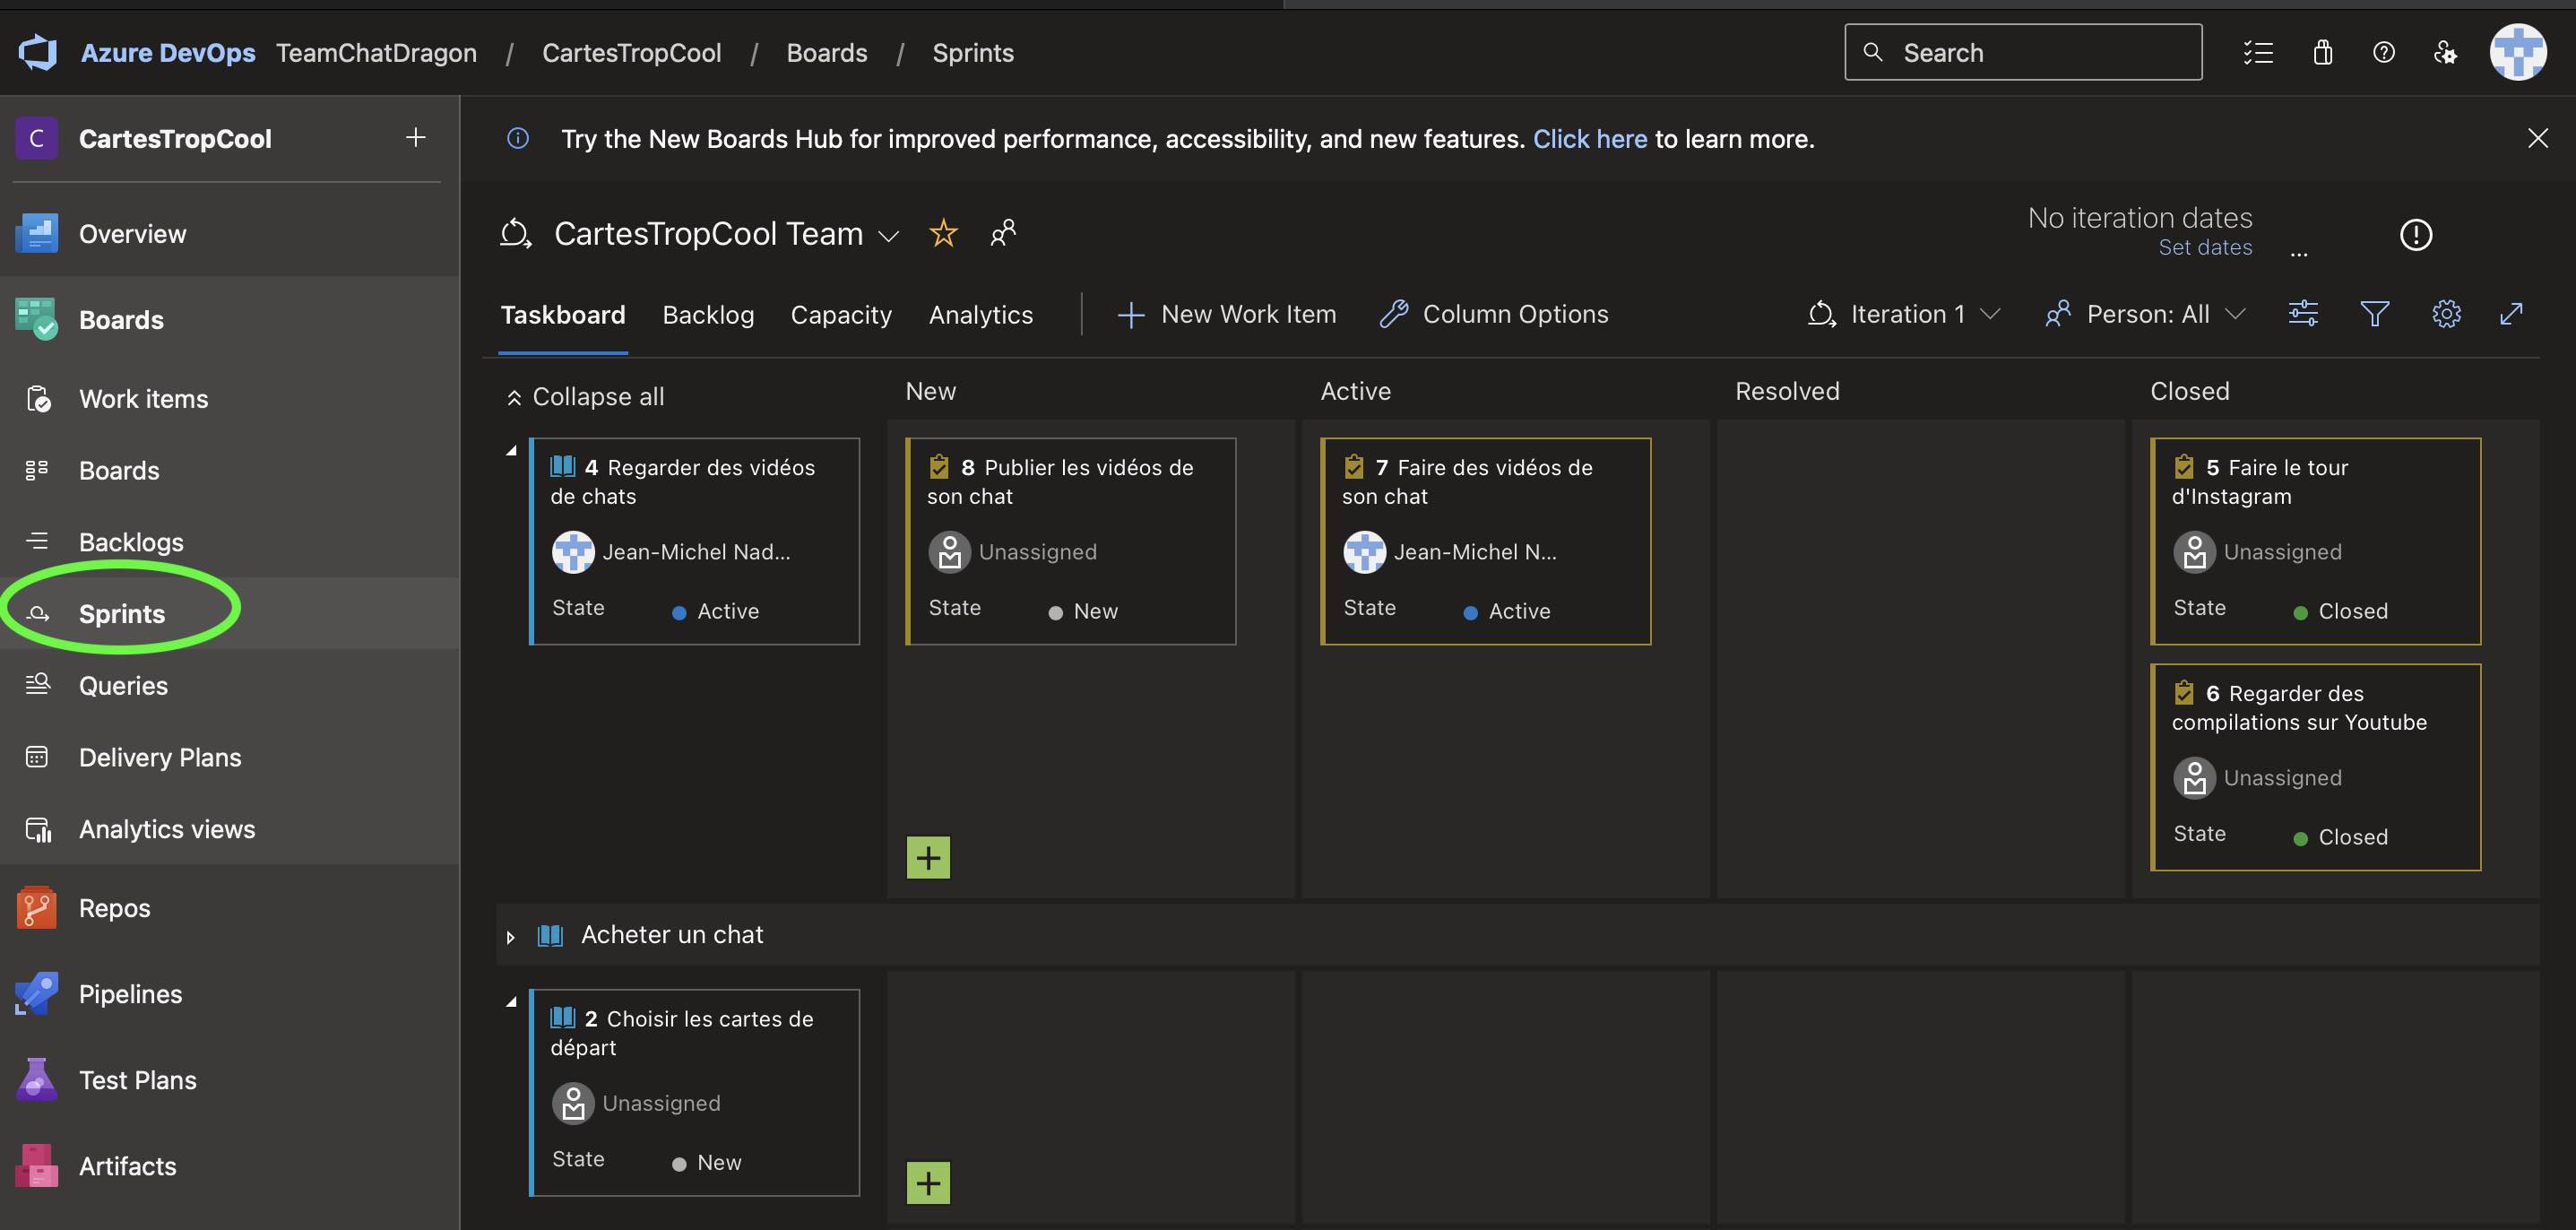 Azure DevOps TeamChatDragon / CartesTropCool / Boards / Sprints
Search
C CartesTropCool
Overview
Boards
Work items
Boards
Backlogs
Sprints
Queries
Delivery Plans
Analytics views
Repos
Pipelines
Test Plans
Artifacts
Try the New Boards Hub for improved performance, accessibility, and new features. Click here to learn more.
CartesTropCool Team
No iteration dates
Set dates
...
Taskboard Backlog Capacity Analytics New Work Item Column Options
Iteration 1 Person: All
Collapse all
New
Active
Resolved
Closed
4 Regarder des vidéos
de chats
Jean-Michel Nad...
State Active
8 Publier les vidéos de
son chat
Unassigned
State New
7 Faire des vidéos de
son chat
Jean-Michel N...
State Active
5 Faire le tour
d'Instagram
Unassigned
State Closed
6 Regarder des
compilations sur Youtube
Unassigned
State Closed
Acheter un chat
2 Choisir les cartes de
départ
Unassigned
State New